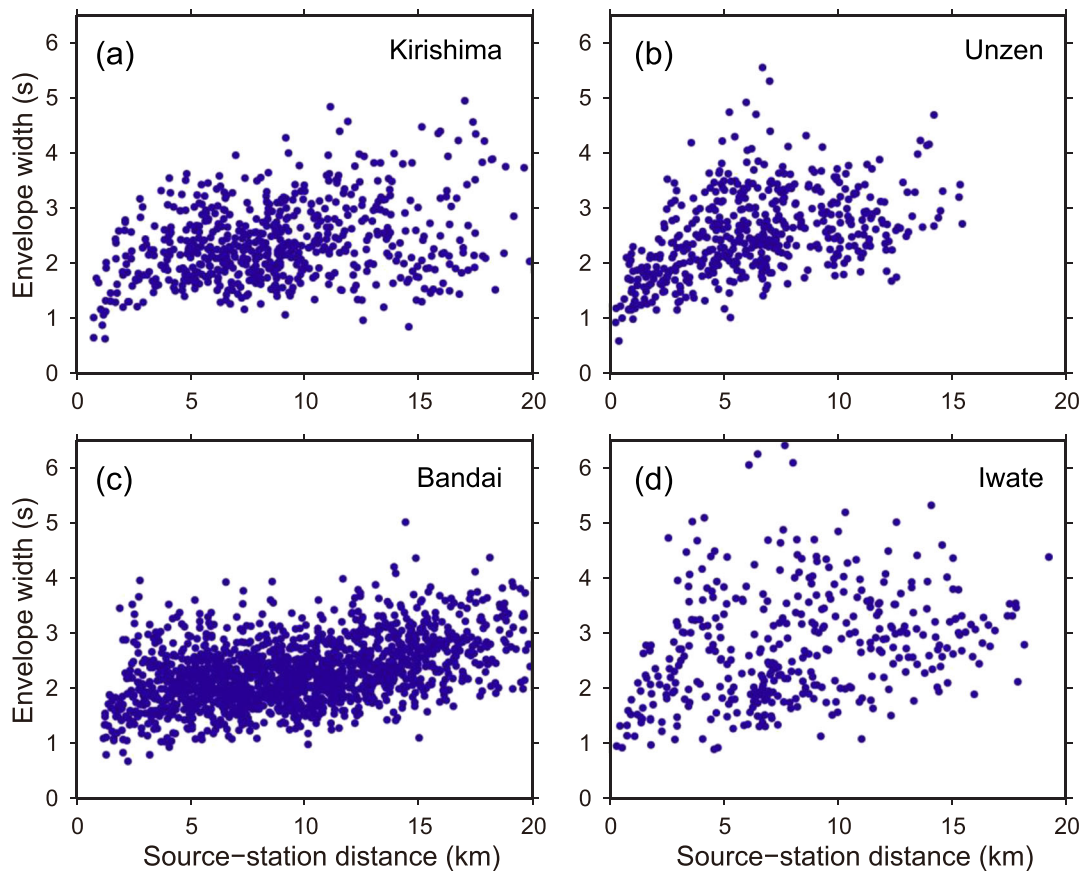 (a) Kirishima
Envelope width (s)
6
5
4
3
2
1
0
0 5 10 15 20
(b) Unzen
6
5
4
3
2
1
0
0 5 10 15 20
(c) Bandai
Envelope width (s)
6
5
4
3
2
1
0
0 5 10 15 20
Source−station distance (km)
(d) Iwate
6
5
4
3
2
1
0
0 5 10 15 20
Source−station distance (km)